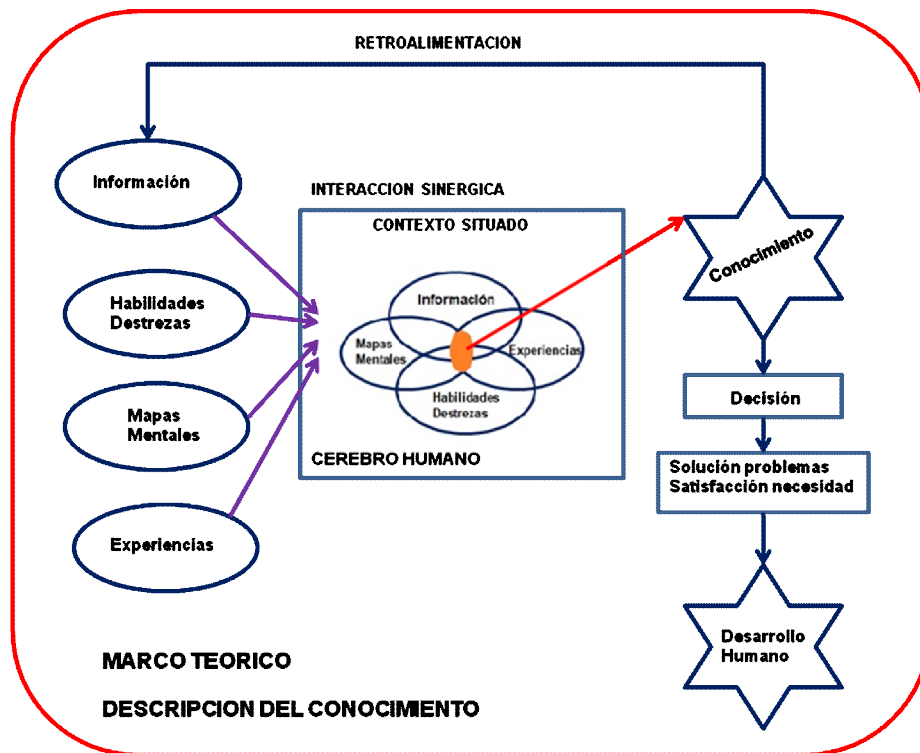 RETROALIMENTACION
Información
Habilidades
Destrezas
Mapas
Mentales
Experiencias
INTERACCION SINERGICA
CONTEXTO SITUADO
Información
Mapas
Mentales
Experiencias
Habilidades
Destrezas
CEREBRO HUMANO
Conocimiento
Decisión
Solución problemas
Satisfacción necesidad
Desarrollo
Humano
MARCO TEORICO
DESCRIPCION DEL CONOCIMIENTO